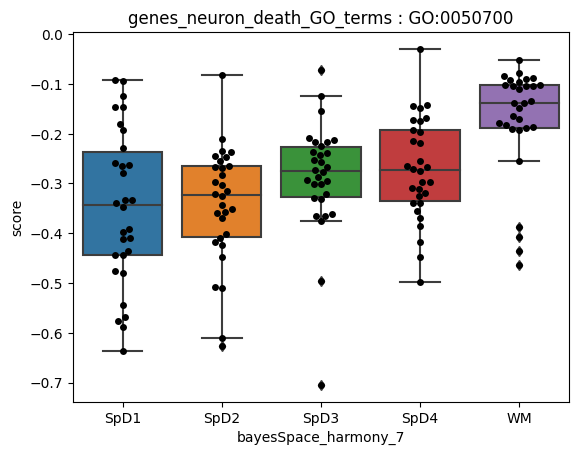 genes_neuron_death_GO_terms : GO:0050700
0.0
−0.1
−0.2
−0.3
−0.4
−0.5
−0.6
−0.7
score
SpD1 SpD2 SpD3 SpD4 WM
bayesSpace_harmony_7